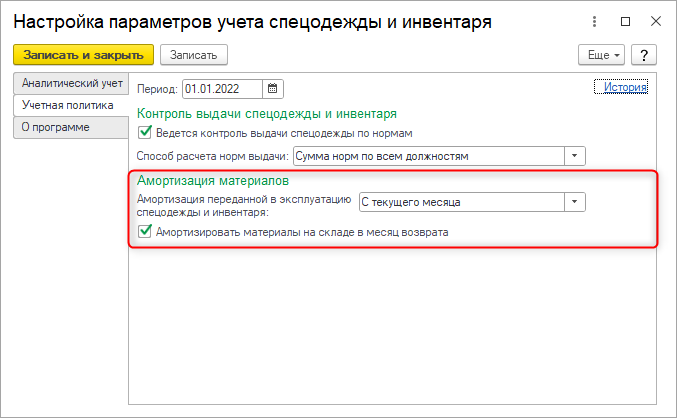 Настройка параметров учета спецодежды и инвентаря
Записать и закрыть
Записать
Еще
?
Аналитический учет
Учетная политика
О программе
Период: 01.01.2022
История
Контроль выдачи спецодежды и инвентаря
Ведется контроль выдачи спецодежды по нормам
Способ расчета норм выдачи: Сумма норм по всем должностям
Амортизация материалов
Амортизация переданной в эксплуатацию
спецодежды и инвентаря:
С текущего месяца
Амортизировать материалы на складе в месяц возврата